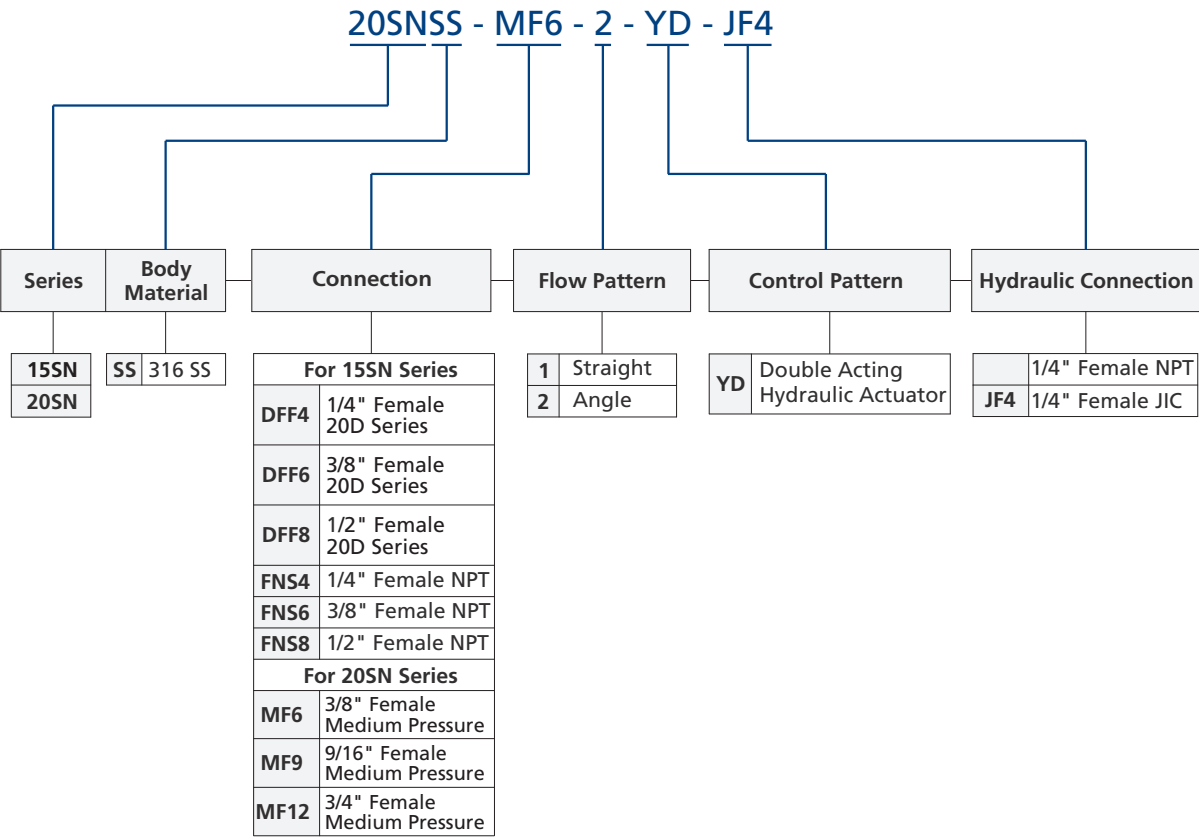 20SNSS - MF6 - 2 - YD - JF4
Series
Body
Material
Connection
Flow Pattern
Control Pattern
Hydraulic Connection
15SN
20SN
SS 316 SS
For 15SN Series
DFF4 1/4" Female
20D Series
DFF6 3/8" Female
20D Series
DFF8 1/2" Female
20D Series
FNS4 1/4" Female NPT
FNS6 3/8" Female NPT
FNS8 1/2" Female NPT
For 20SN Series
MF6 3/8" Female
Medium Pressure
MF9 9/16" Female
Medium Pressure
MF12 3/4" Female
Medium Pressure
1 Straight
2 Angle
YD Double Acting
Hydraulic Actuator
1/4" Female NPT
JF4 1/4" Female JIC